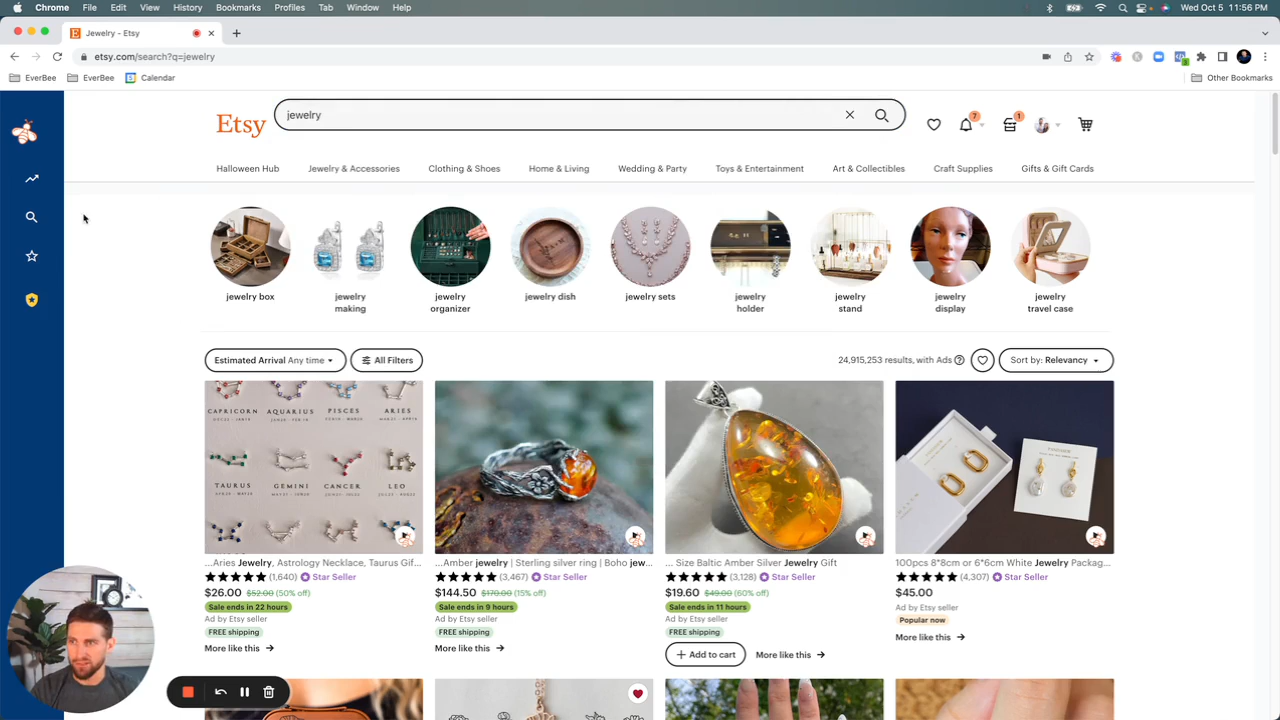 Chrome File Edit View History Bookmarks Profiles Tab Window Help
Wed Oct 5 11:56 PM
Jewelry - Etsy
etsy.com/search?q=jewelry
EverBee EverBee Calendar Other Bookmarks
Etsy
jewelry
7
1
Halloween Hub Jewelry & Accessories Clothing & Shoes Home & Living Wedding & Party Toys & Entertainment Art & Collectibles Craft Supplies Gifts & Gift Cards
jewelry box
jewelry making
jewelry organizer
jewelry dish
jewelry sets
jewelry holder
jewelry stand
jewelry display
jewelry travel case
Estimated Arrival Any time
All Filters
24,915,253 results, with Ads
Sort by: Relevancy
CAPRICORN AQUARIUS PISCES ARIES
TAURUS GEMINI CANCER LEO
...Aries Jewelry, Astrology Necklace, Taurus Gif...
(1,640) Star Seller
$26.00 $52.00 (50% off)
Sale ends in 22 hours
Ad by Etsy seller
FREE shipping
More like this →
...Amber jewelry | Sterling silver ring | Boho jew...
(3,467) Star Seller
$144.50 $170.00 (15% off)
Sale ends in 9 hours
Ad by Etsy seller
FREE shipping
More like this →
... Size Baltic Amber Silver Jewelry Gift
(3,128) Star Seller
$19.60 $49.00 (60% off)
Sale ends in 11 hours
Ad by Etsy seller
FREE shipping
+ Add to cart
More like this →
100pcs 8*8cm or 6*6cm White Jewelry Packag...
(4,307) Star Seller
$45.00
Ad by Etsy seller
Popular now
More like this →